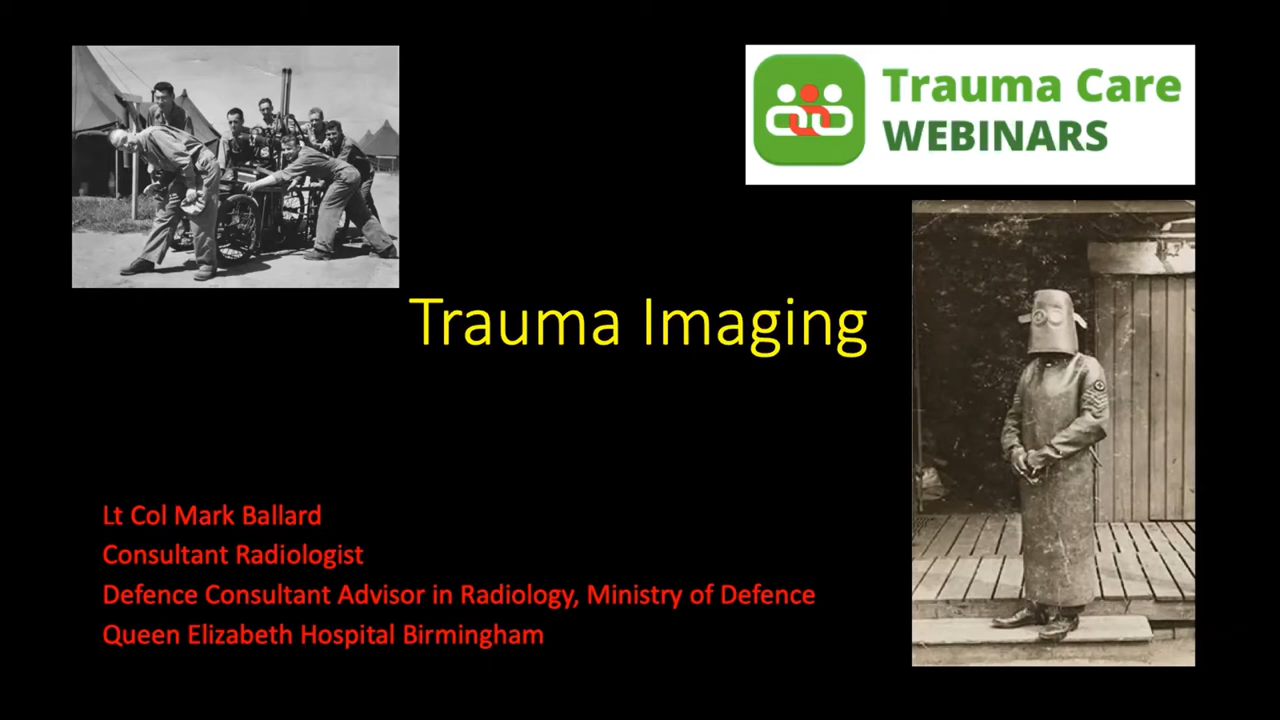 Trauma Care
WEBINARS
Trauma Imaging
Lt Col Mark Ballard
Consultant Radiologist
Defence Consultant Advisor in Radiology, Ministry of Defence
Queen Elizabeth Hospital Birmingham